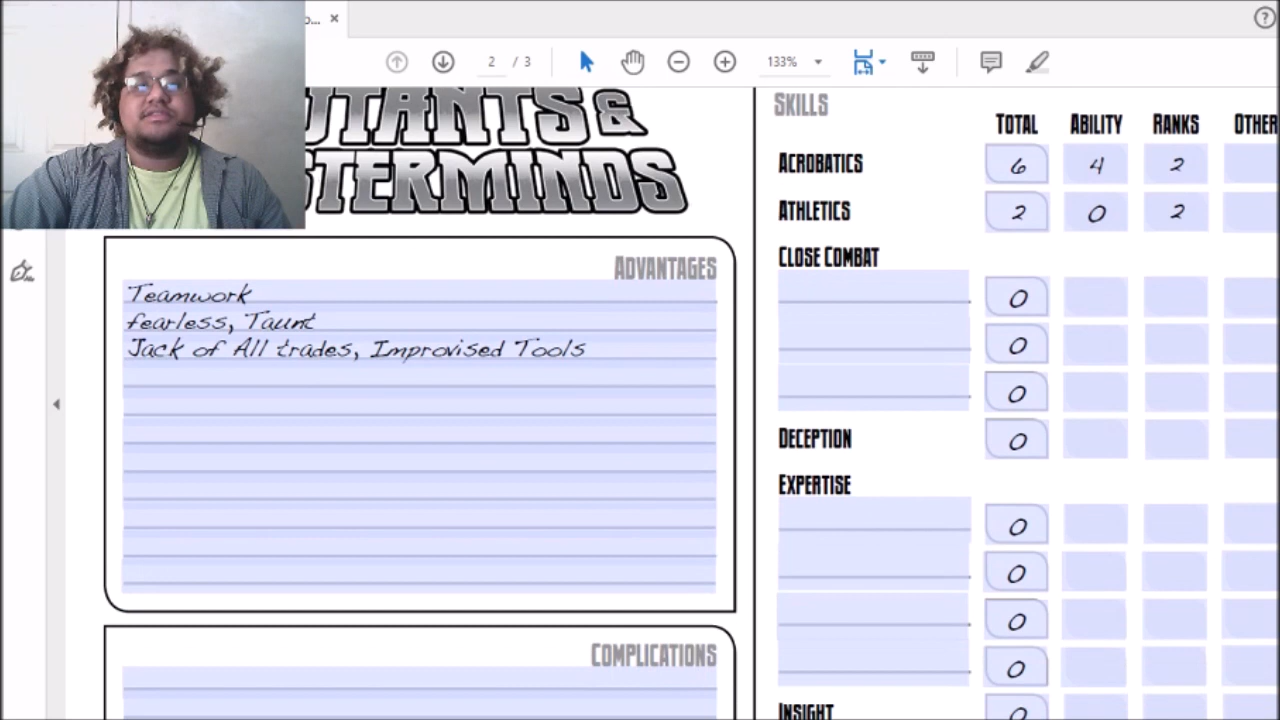 o...
2 / 3
133%
UTANTS &
STERMINDS
ADVANTAGES
Teamwork
fearless, Taunt
Jack of All trades, Improvised Tools
COMPLICATIONS
SKILLS
TOTAL ABILITY RANKS OTHER
ACROBATICS 6 4 2
ATHLETICS 2 0 2
CLOSE COMBAT
0
0
0
DECEPTION 0
EXPERTISE
0
0
0
0
INSIGHT 0